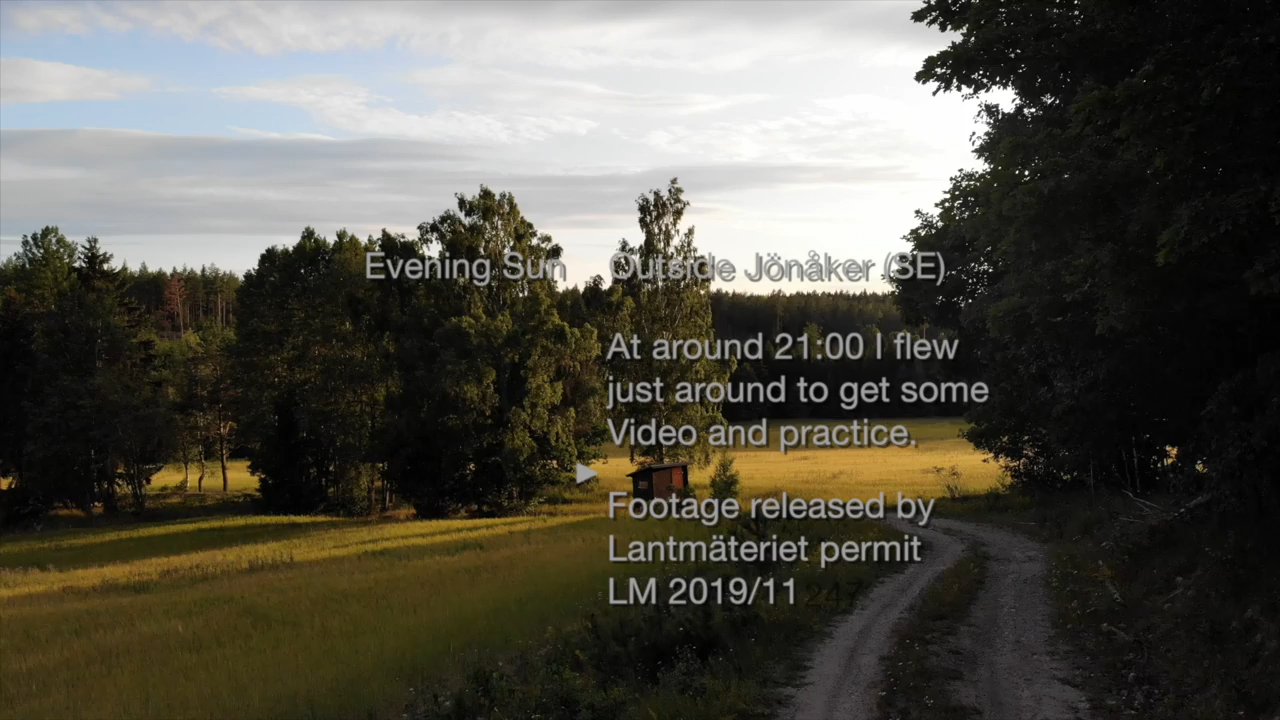 Evening Sun Outside Jönåker (SE)
At around 21:00 I flew
just around to get some
Video and practice.
Footage released by
Lantmäteriet permit
LM 2019/11 247